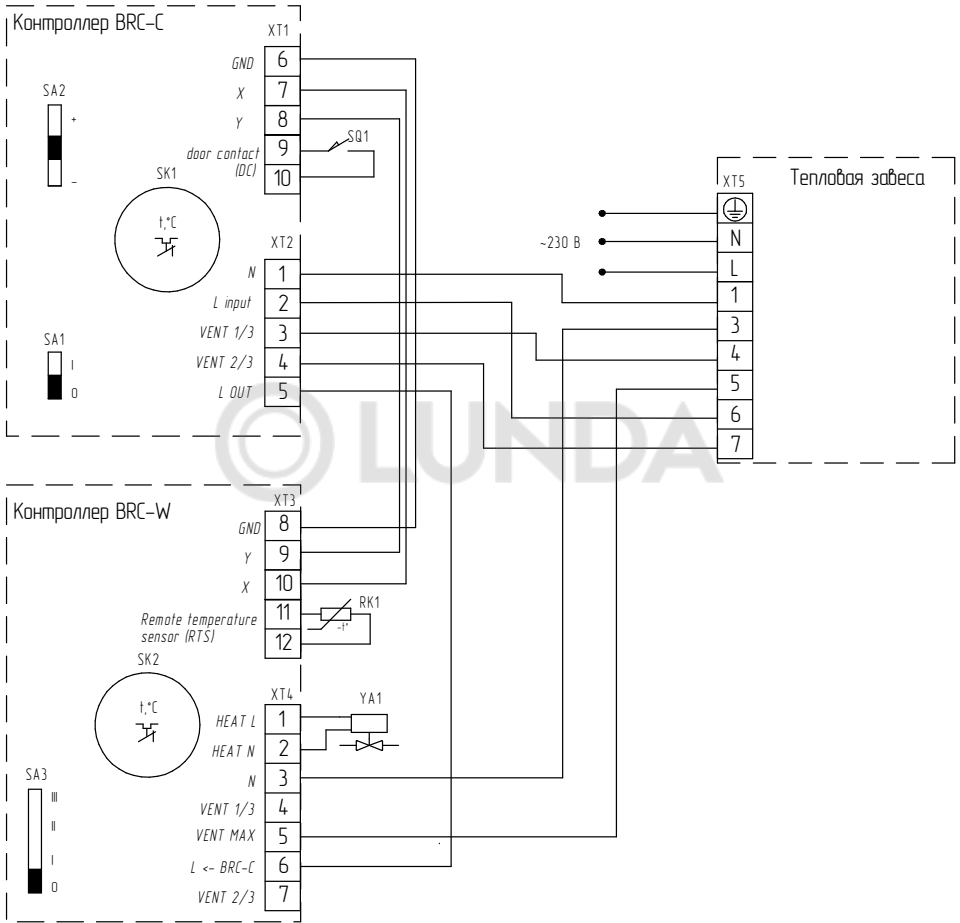 Контроллер BRC-C
XT1
GND 6
X 7
SA2
Y 8
+
door contact (DC) 9
SQ1
10
-
SK1
t,°C
XT2
N 1
L input 2
VENT 1/3 3
SA1
VENT 2/3 4
I
L OUT 5
0
XT5
Тепловая завеса
~230 В
N
L
1
3
4
5
6
7
LUNDA
Контроллер BRC-W
XT3
GND 8
Y 9
X 10
Remote temperature 11
sensor (RTS) 12
RK1
-t°
SK2
t,°C
XT4
YA1
HEAT L 1
HEAT N 2
N 3
SA3
VENT 1/3 4
III
VENT MAX 5
II
L <- BRC-C 6
I
VENT 2/3 7
0